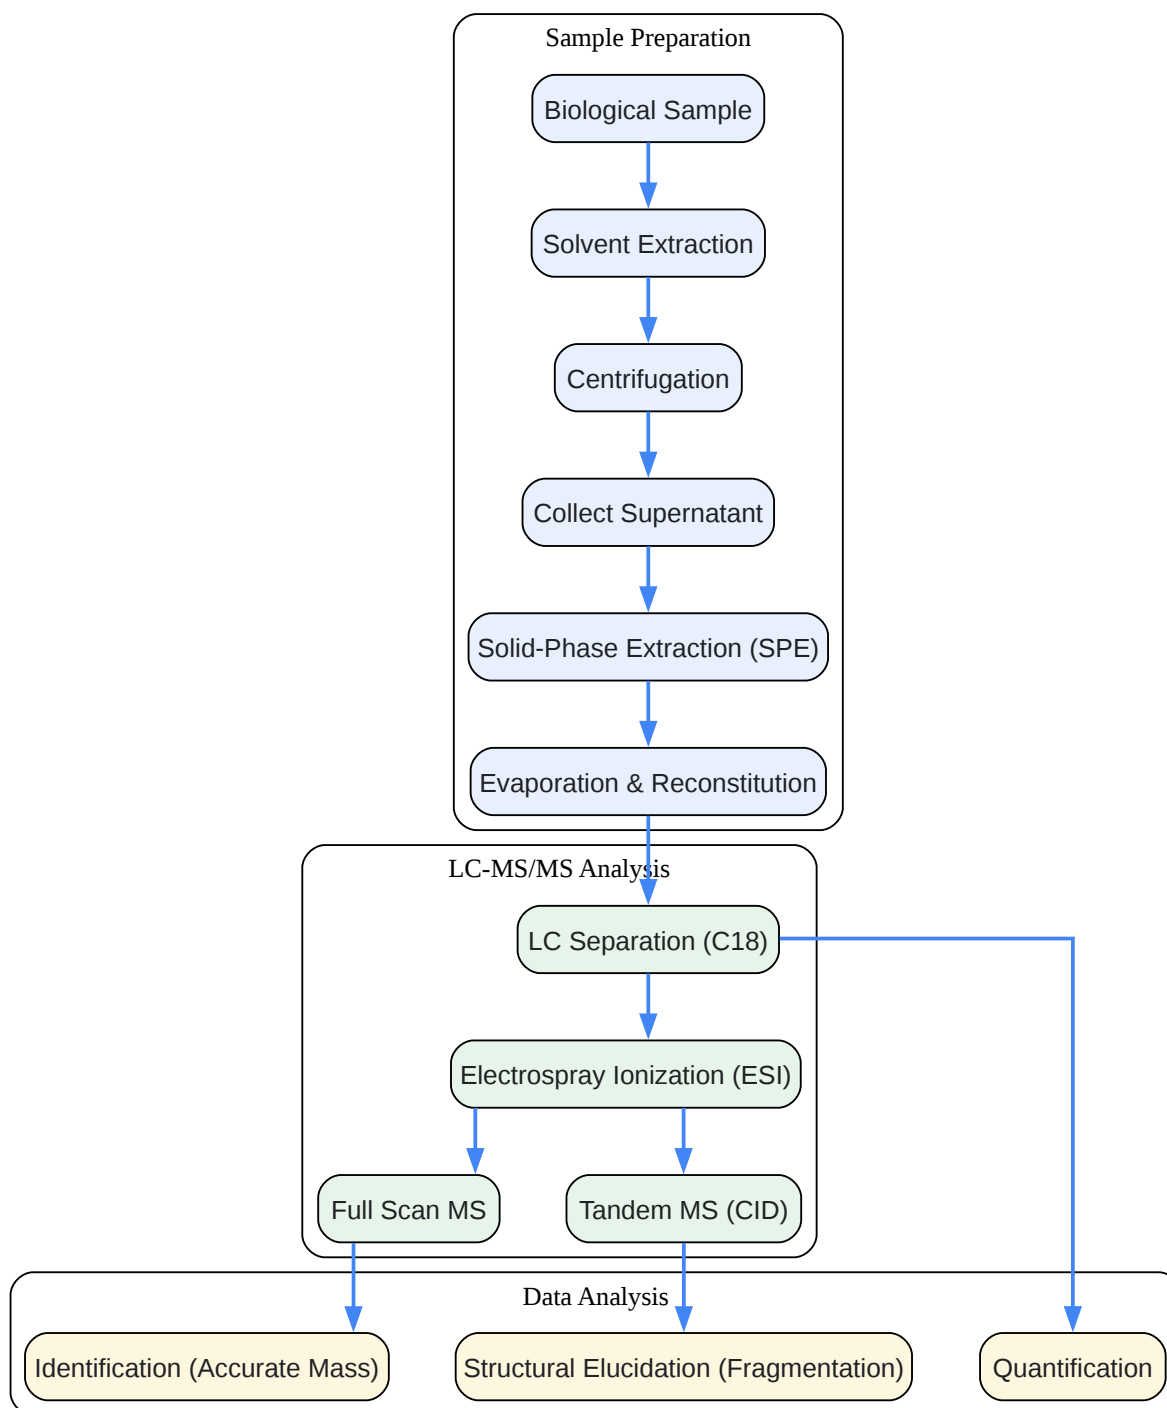 Sample Preparation
Biological Sample
Solvent Extraction
Centrifugation
Collect Supernatant
Solid-Phase Extraction (SPE)
Evaporation & Reconstitution
LC-MS/MS Analysis
LC Separation (C18)
Electrospray Ionization (ESI)
Full Scan MS
Tandem MS (CID)
Data Analysis
Identification (Accurate Mass)
Structural Elucidation (Fragmentation)
Quantification